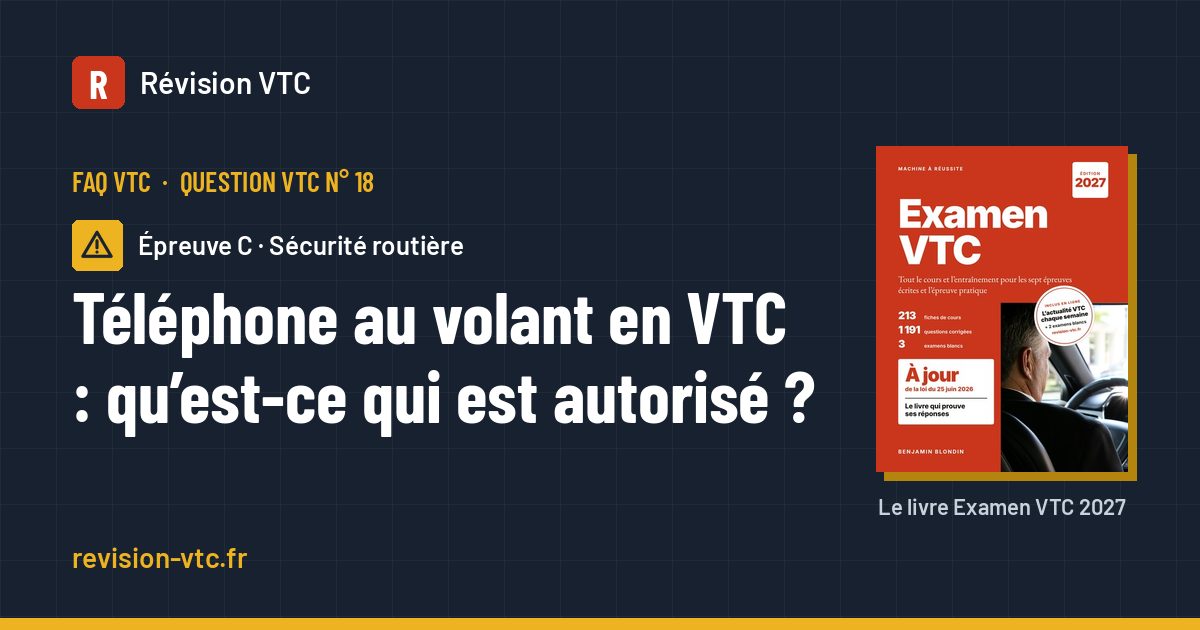 R
Révision VTC
FAQ VTC · QUESTION VTC N° 18
Épreuve C · Sécurité routière
Téléphone au volant en VTC
: qu’est-ce qui est autorisé ?
revision-vtc.fr
MACHINE À RÉUSSITE
ÉDITION
2027
Examen
VTC
Tout le cours et l'entraînement pour les sept épreuves
écrites et l'épreuve pratique
213 fiches de cours
1 191 questions corrigées
3 examens blancs
INCLUS EN LIGNE
L'actualité VTC
chaque semaine
+ 2 examens blancs
revision-vtc.fr
À jour
de la loi du 25 juin 2026
Le livre qui prouve
ses réponses
BENJAMIN BLONDIN
Le livre Examen VTC 2027